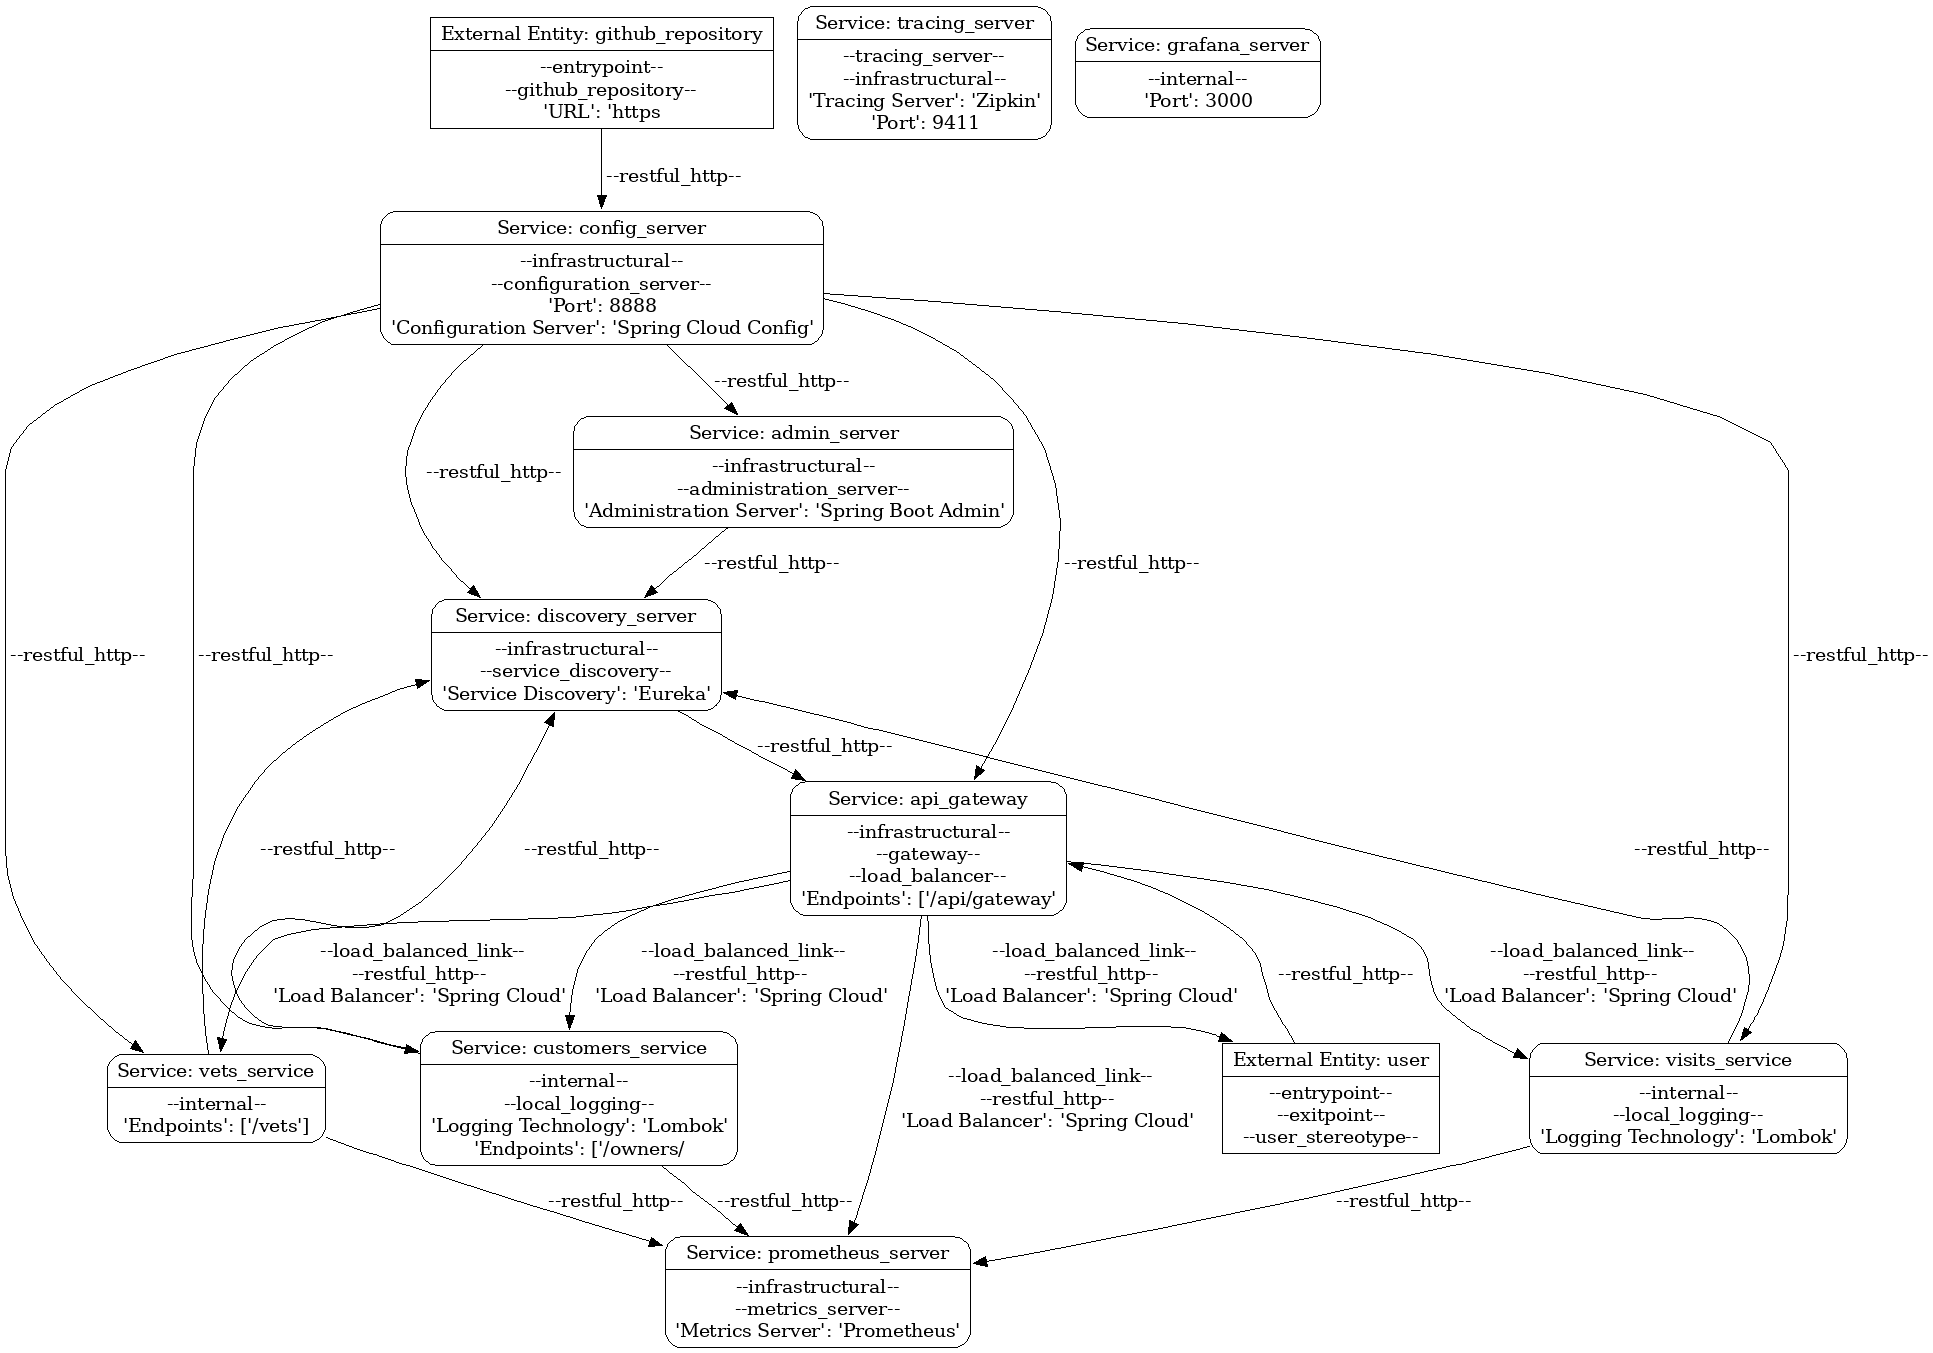 External Entity: github_repository
--entrypoint--
--github_repository--
'URL': 'https
Service: tracing_server
--tracing_server--
--infrastructural--
'Tracing Server': 'Zipkin'
'Port': 9411
Service: grafana_server
--internal--
'Port': 3000
--restful_http--
Service: config_server
--infrastructural--
--configuration_server--
'Port': 8888
'Configuration Server': 'Spring Cloud Config'
--restful_http--
Service: admin_server
--infrastructural--
--administration_server--
'Administration Server': 'Spring Boot Admin'
--restful_http--
--restful_http--
--restful_http--
Service: discovery_server
--infrastructural--
--service_discovery--
'Service Discovery': 'Eureka'
--restful_http--
--restful_http--
--restful_http--
--restful_http--
Service: api_gateway
--infrastructural--
--gateway--
--load_balancer--
'Endpoints': ['/api/gateway'
--restful_http--
--restful_http--
--restful_http--
--load_balanced_link--
--restful_http--
'Load Balancer': 'Spring Cloud'
--load_balanced_link--
--restful_http--
'Load Balancer': 'Spring Cloud'
--load_balanced_link--
--restful_http--
'Load Balancer': 'Spring Cloud'
--restful_http--
--load_balanced_link--
--restful_http--
'Load Balancer': 'Spring Cloud'
Service: vets_service
--internal--
'Endpoints': ['/vets']
Service: customers_service
--internal--
--local_logging--
'Logging Technology': 'Lombok'
'Endpoints': ['/owners/
--load_balanced_link--
--restful_http--
'Load Balancer': 'Spring Cloud'
External Entity: user
--entrypoint--
--exitpoint--
--user_stereotype--
Service: visits_service
--internal--
--local_logging--
'Logging Technology': 'Lombok'
--restful_http--
--restful_http--
--restful_http--
Service: prometheus_server
--infrastructural--
--metrics_server--
'Metrics Server': 'Prometheus'